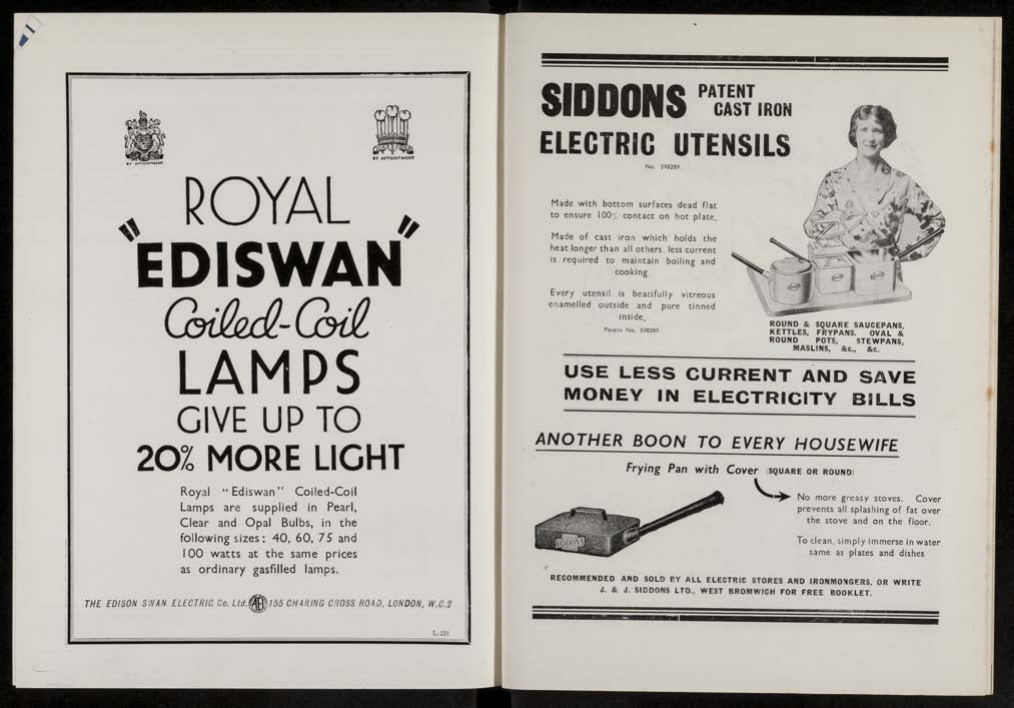 BY APPOINTMENT
BY APPOINTMENT
ROYAL
"EDISWAN"
Coiled-Coil
LAMPS
GIVE UP TO
20% MORE LIGHT
Royal "Ediswan" Coiled-Coil
Lamps are supplied in Pearl,
Clear and Opal Bulbs, in the
following sizes: 40, 60, 75 and
100 watts at the same prices
as ordinary gasfilled lamps.
THE EDISON SWAN ELECTRIC Co. Ltd. AEI 155 CHARING CROSS ROAD, LONDON, W.C.2
SIDDONS PATENT
CAST IRON
ELECTRIC UTENSILS
No. 398289.
Made with bottom surfaces dead flat
to ensure 100% contact on hot plate.
Made of cast iron which holds the
heat longer than all others, less current
is required to maintain boiling and
cooking
Every utensil is beatifully vitreous
enamelled outside and pure tinned
inside.
Patent No. 398289
ROUND & SQUARE SAUCEPANS,
KETTLES, FRYPANS, OVAL &
ROUND POTS, STEWPANS,
MASLINS, &c., &c.
USE LESS CURRENT AND SAVE
MONEY IN ELECTRICITY BILLS
ANOTHER BOON TO EVERY HOUSEWIFE
Frying Pan with Cover (SQUARE OR ROUND)
No more greasy stoves. Cover
prevents all splashing of fat over
the stove and on the floor.
To clean, simply immerse in water
same as plates and dishes
SIDDONS
RECOMMENDED AND SOLD BY ALL ELECTRIC STORES AND IRONMONGERS, OR WRITE
J. & J. SIDDONS LTD., WEST BROMWICH FOR FREE BOOKLET.